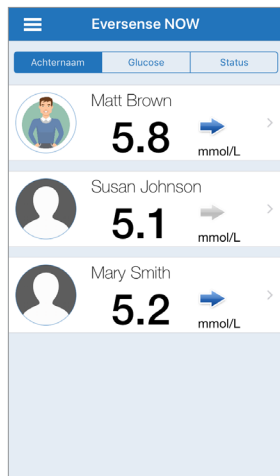 Eversense NOW
Achternaam Glucose Status
Matt Brown
5.8 mmol/L
Susan Johnson
5.1 mmol/L
Mary Smith
5.2 mmol/L